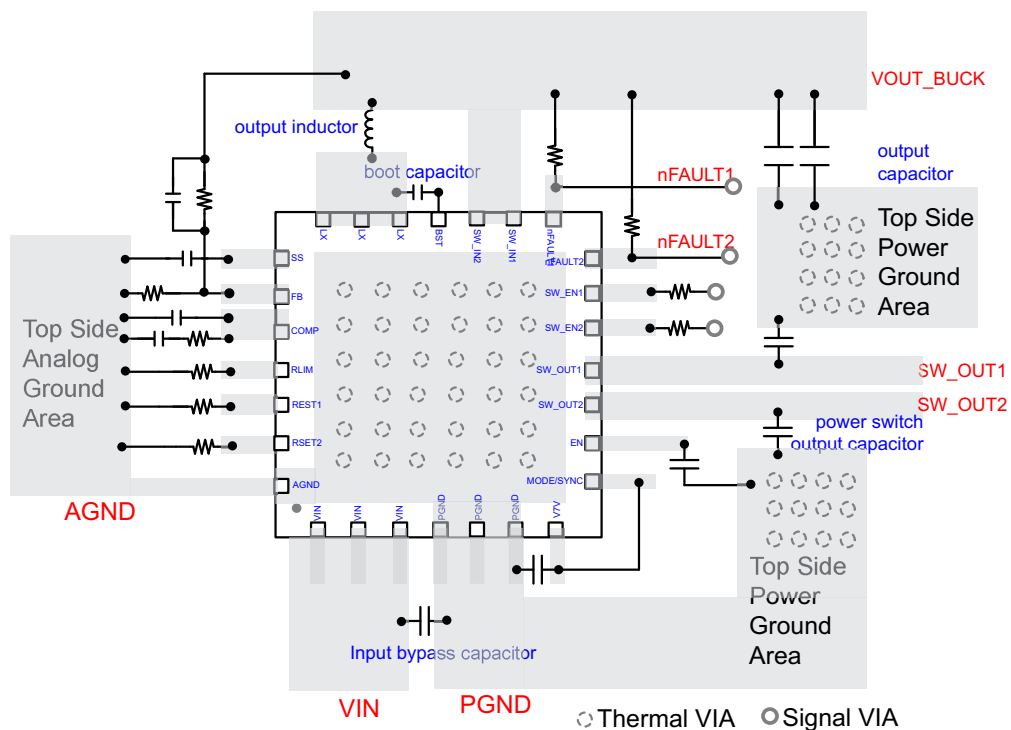 VOUT_BUCK
output inductor
boot capacitor
nFAULT1
output
capacitor
nFAULT2
Top Side
Power
Ground
Area
LX
LX
LX
BST
SW_IN2
SW_IN1
nFAULT2
SS
FB
COMP
RLIM
REST1
RSET2
AGND
SW_EN1
SW_EN2
SW_OUT1
SW_OUT2
EN
MODE/SYNC
VIN
VIN
VIN
PGND
PGND
PGND
V7V
Top Side
Analog
Ground
Area
AGND
SW_OUT1
SW_OUT2
power switch
output capacitor
Top Side
Power
Ground
Area
Input bypass capacitor
VIN
PGND
Thermal VIA
Signal VIA